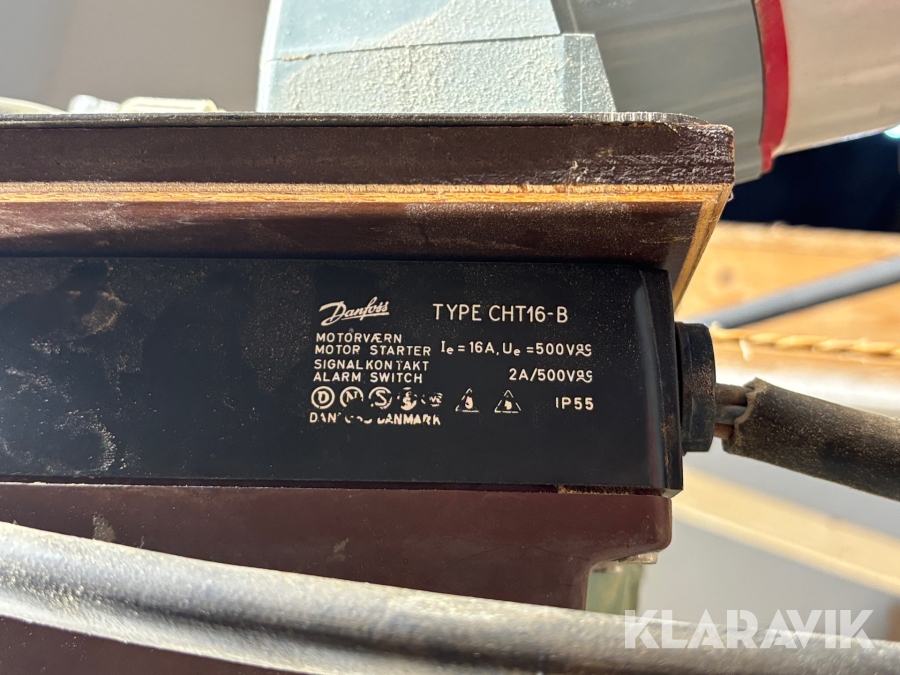 Danfoss TYPE CHT16-B
MOTORVÆRN
MOTOR STARTER Ie = 16A, Ue = 500V
SIGNALKONTAKT
ALARM SWITCH 2A/500V
D N S IP55
DANMARK
KLARAVIK